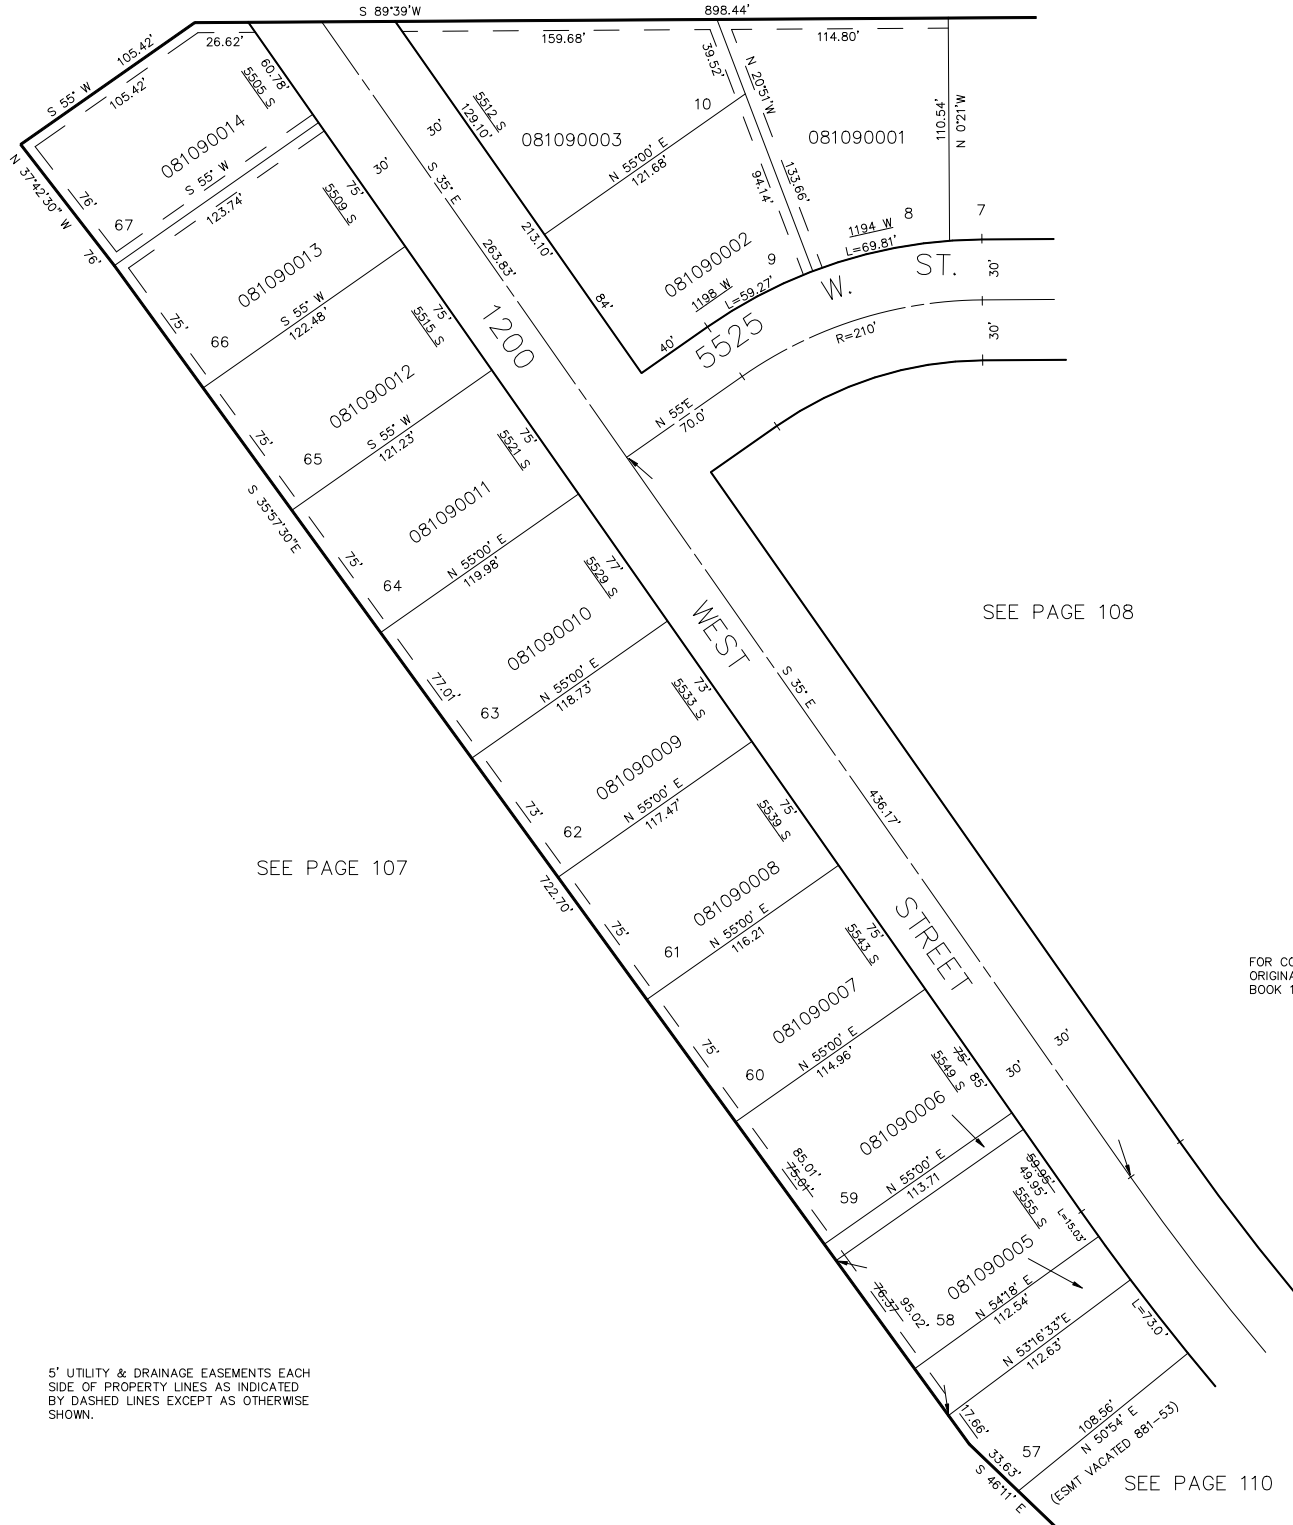 S 89°39'W
898.44'
S 55° W
105.42'
105.42'
26.62'
60.78'
5505 S
159.68'
39.52'
114.80'
N 20°51'W
110.54'
N 0°21'W
N 37°42'30" W
76'
76'
081090014
67
S 55° W
123.74'
30'
30'
5512 S
129.10'
10
081090003
N 55°00' E
121.68'
081090001
94.14'
133.66'
8
7
1194 W
L=69.81'
75'
5509 S
S 35° E
263.83'
213.10'
081090002
9
1198 W
L=59.27'
5525
W.
ST.
30'
30'
R=210'
84'
40'
N 55°E
70.0'
081090013
66
75'
S 55° W
122.48'
75'
5515 S
1200
081090012
65
75'
S 55° W
121.23'
75'
5521 S
S 35°57'30"E
081090011
64
75'
N 55°00' E
119.98'
77'
5529 S
SEE PAGE 108
WEST
S 35° E
081090010
63
77.01'
N 55°00' E
118.73'
73'
5533 S
081090009
62
73'
N 55°00' E
117.47'
75'
5539 S
436.17'
SEE PAGE 107
722.70'
081090008
61
75'
N 55°00' E
116.21
75'
5543 S
STREET
FOR CO
ORIGINA
BOOK 1
081090007
60
75'
N 55°00' E
114.96'
75' 85'
5549 S
30'
30'
081090006
59
85.01'
75.01'
N 55°00' E
113.71
59.95'
49.95'
5555 S
L=15.03'
081090005
58
76.37
95.02'
N 54°18' E
112.54'
N 53°16'33"E
112.63'
L=73.0'
5' UTILITY & DRAINAGE EASEMENTS EACH
SIDE OF PROPERTY LINES AS INDICATED
BY DASHED LINES EXCEPT AS OTHERWISE
SHOWN.
17.66'
33.63'
S 46°11' E
57
108.56'
N 50°54' E
(ESMT VACATED 881-53)
SEE PAGE 110